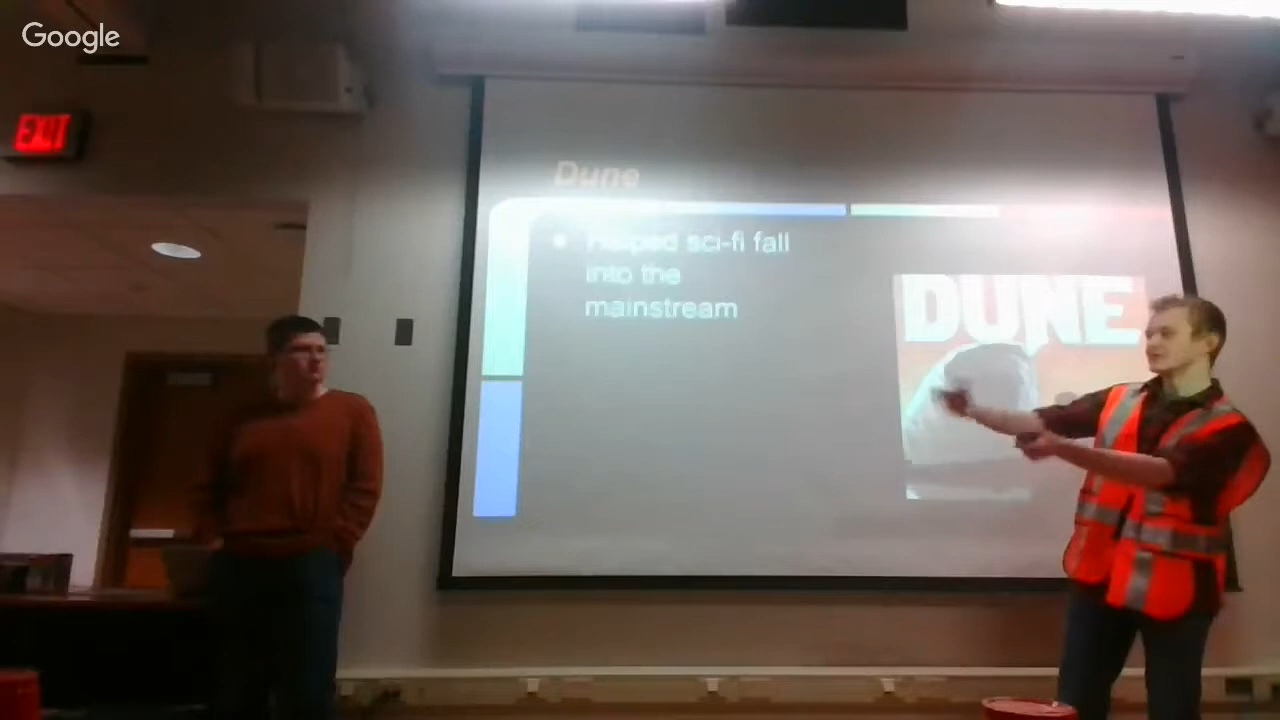 Google
EXIT
Dune
Helped sci-fi fall
into the
mainstream
DUNE